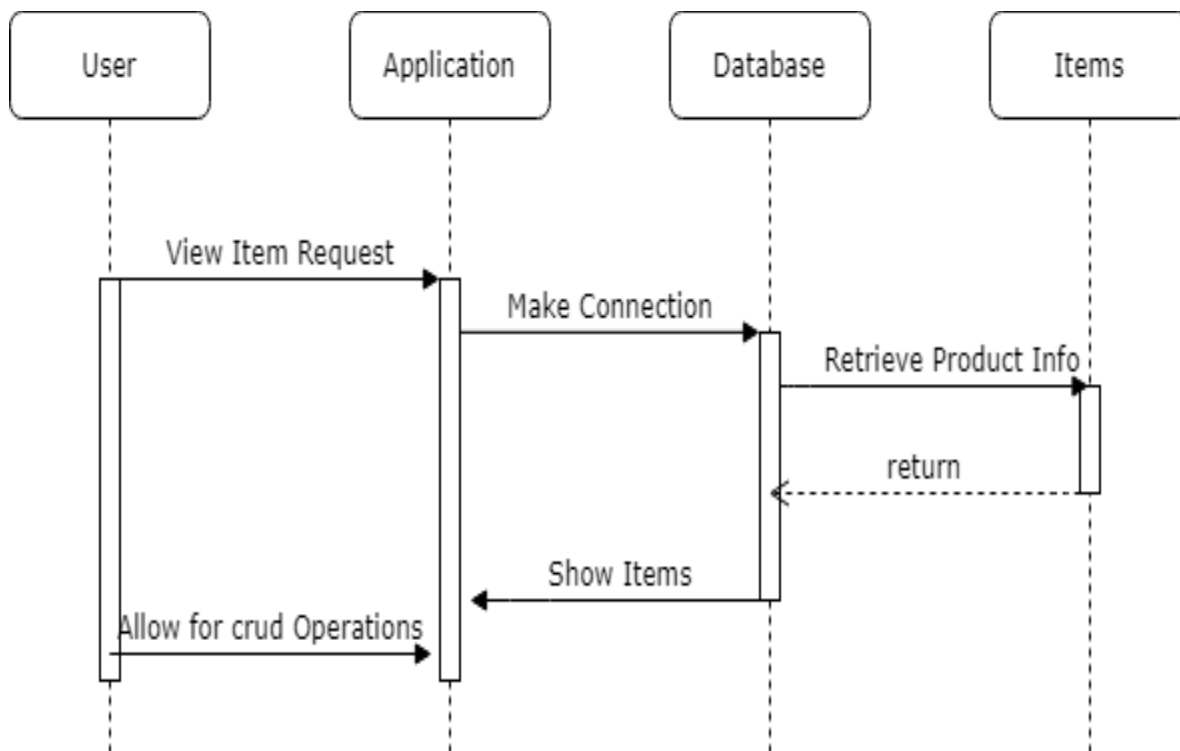 User
Application
Database
Items
View Item Request
Make Connection
Retrieve Product Info
return
Show Items
Allow for crud Operations